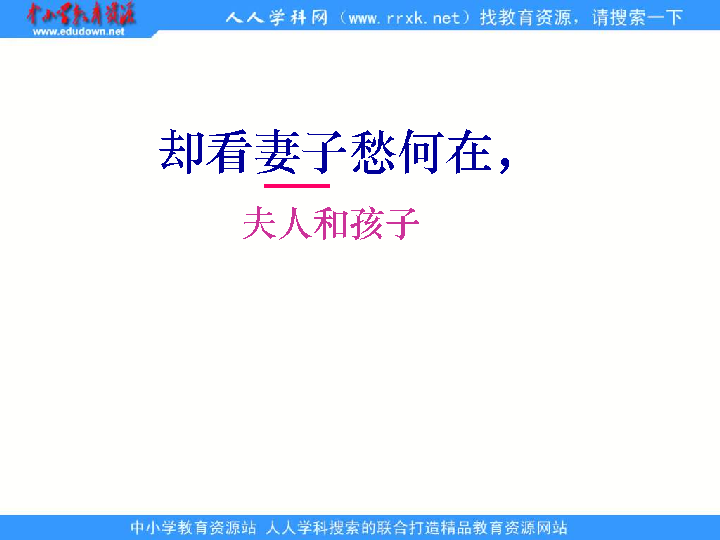 中小学教育资源
www.edudown.net
人人学科网（www.rrxk.net）找教育资源，请搜索一下
却看妻子愁何在，
夫人和孩子
中小学教育资源站 人人学科搜索的联合打造精品教育资源网站